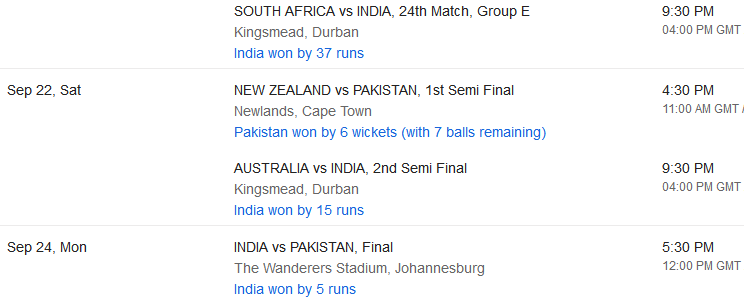 SOUTH AFRICA vs INDIA, 24th Match, Group E 9:30 PM
Kingsmead, Durban 04:00 PM GMT
India won by 37 runs
Sep 22, Sat NEW ZEALAND vs PAKISTAN, 1st Semi Final 4:30 PM
Newlands, Cape Town 11:00 AM GMT
Pakistan won by 6 wickets (with 7 balls remaining)
AUSTRALIA vs INDIA, 2nd Semi Final 9:30 PM
Kingsmead, Durban 04:00 PM GMT
India won by 15 runs
Sep 24, Mon INDIA vs PAKISTAN, Final 5:30 PM
The Wanderers Stadium, Johannesburg 12:00 PM GMT
India won by 5 runs